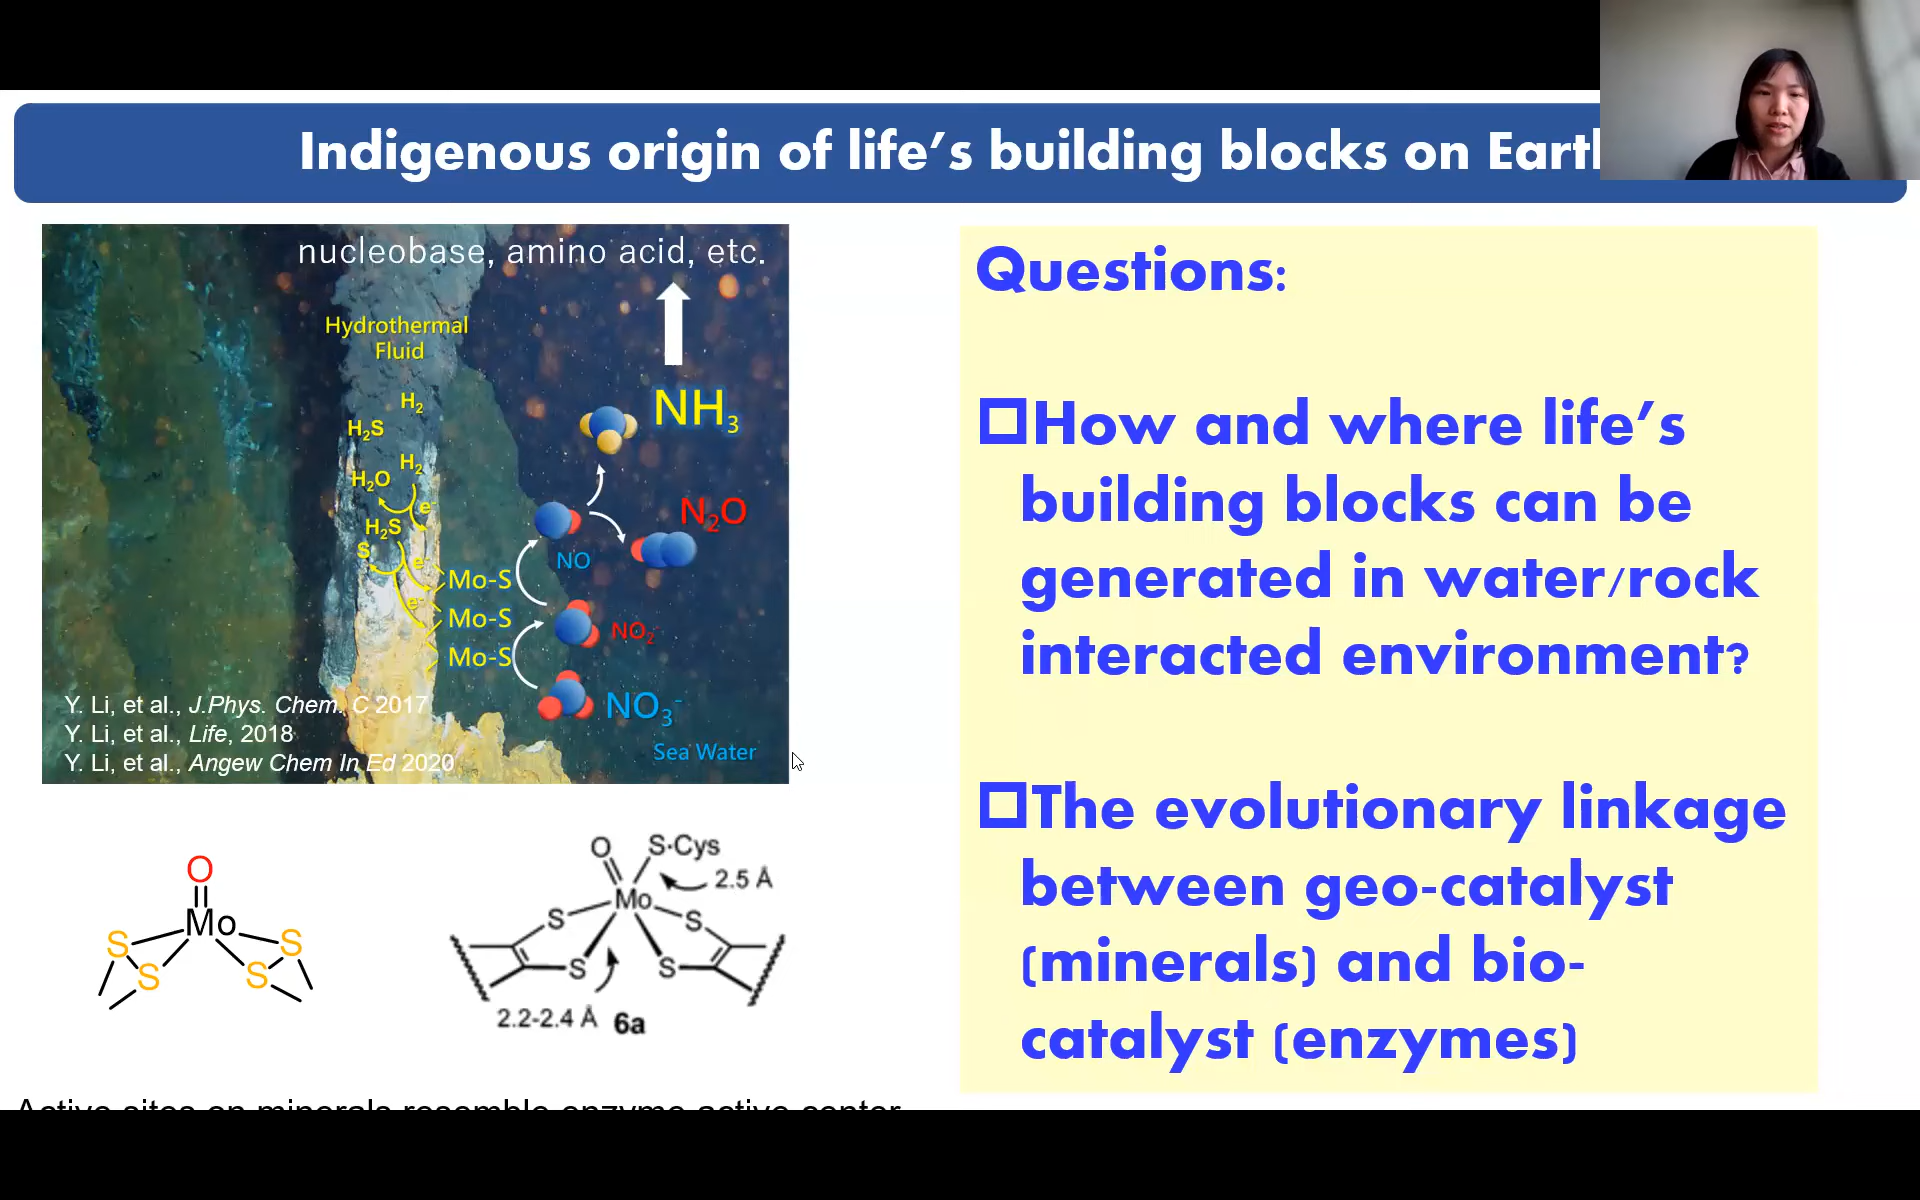 Indigenous origin of life's building blocks on Eart
nucleobase, amino acid, etc.
Hydrothermal
Fluid
H2
H2S
H2
H2O
e-
H2S
S
e-
e-
Mo-S
Mo-S
Mo-S
NH3
N2O
NO
NO2-
NO3-
Sea Water
Y. Li, et al., J.Phys. Chem. C 2017
Y. Li, et al., Life, 2018
Y. Li, et al., Angew Chem In Ed 2020
O
Mo
S
S
S
S
O
S·Cys
2.5 Å
Mo
S
S
S
S
2.2-2.4 Å
6a
Active sites on minerals resemble enzyme active center
Questions:
How and where life's
building blocks can be
generated in water/rock
interacted environment?
The evolutionary linkage
between geo-catalyst
(minerals) and bio-
catalyst (enzymes)